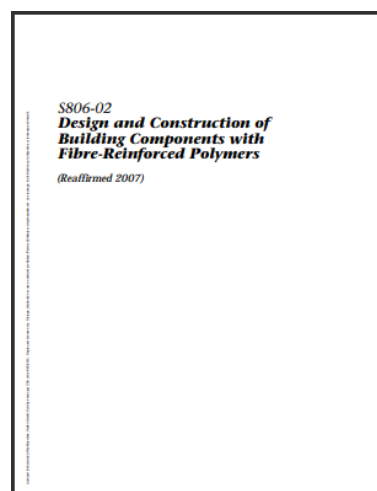 S806-02
Design and Construction of
Building Components with
Fibre-Reinforced Polymers
(Reaffirmed 2007)